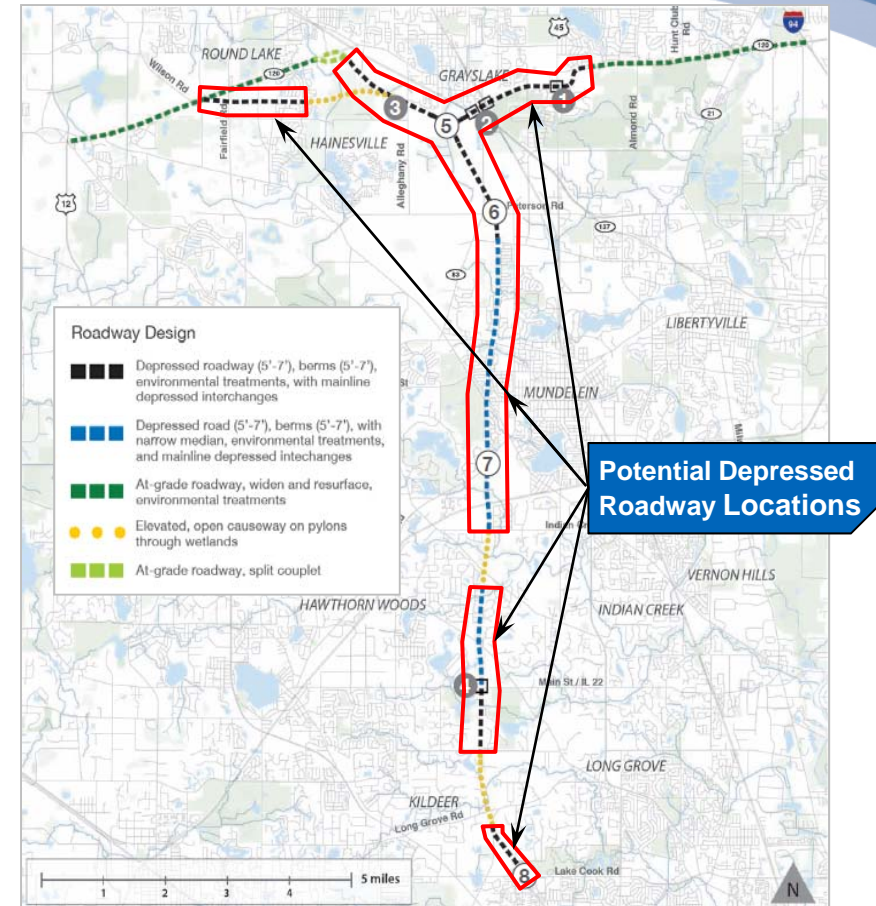 45
94
Hunt Club
Rd
120
ROUND LAKE
Wilson Rd
120
GRAYSLAKE
1
2
3
21
Fairfield Rd
HAINESVILLE
5
Almond Rd
Alleghany Rd
12
6
Peterson Rd
137
83
LIBERTYVILLE
Roadway Design
Depressed roadway (5'-7'), berms (5'-7'),
environmental treatments, with mainline
depressed interchanges
Depressed road (5'-7'), berms (5'-7'), with
narrow median, environmental treatments,
and mainline depressed intechanges
At-grade roadway, widen and resurface,
environmental treatments
Elevated, open causeway on pylons
through wetlands
At-grade roadway, split couplet
MUNDELEIN
7
Potential Depressed
Roadway Locations
VERNON HILLS
HAWTHORN WOODS
INDIAN CREEK
4
Main St / IL 22
LONG GROVE
KILDEER
Long Grove Rd
8
Lake Cook Rd
5 miles
1 2 3 4
N